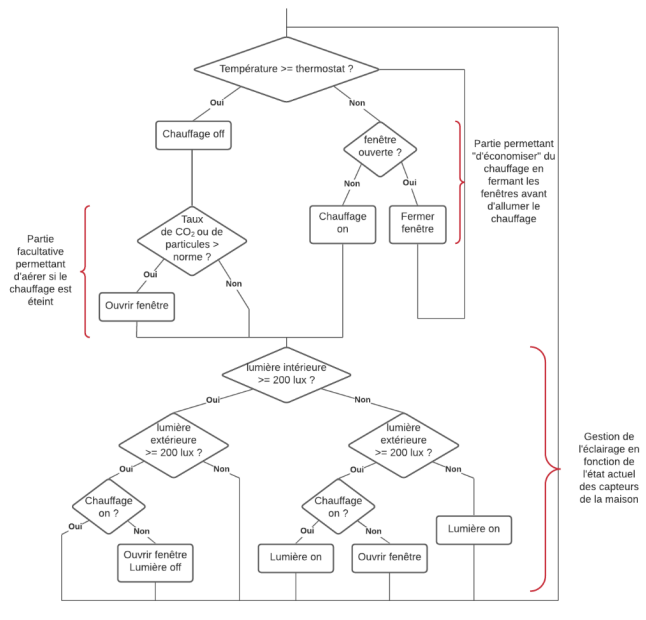 Température >= thermostat ?
Oui
Non
Chauffage off
fenêtre
ouverte ?
Partie permettant
"d'économiser" du
chauffage en
fermant les
fenêtres avant
d'allumer le
chauffage
Non
Oui
Chauffage
on
Fermer
fenêtre
Taux
de CO₂ ou de
particules >
norme ?
Partie
facultative
permettant
d'aérer si le
chauffage est
éteint
Oui
Non
Ouvrir fenêtre
lumière intérieure
>= 200 lux ?
Oui
Non
lumière
extérieure
>= 200 lux ?
lumière
extérieure
>= 200 lux ?
Gestion de
l'éclairage en
fonction de
l'état actuel
des capteurs
de la maison
Oui
Non
Oui
Non
Chauffage
on ?
Chauffage
on ?
Oui
Non
Oui
Non
Lumière on
Ouvrir fenêtre
Lumière off
Lumière on
Ouvrir fenêtre